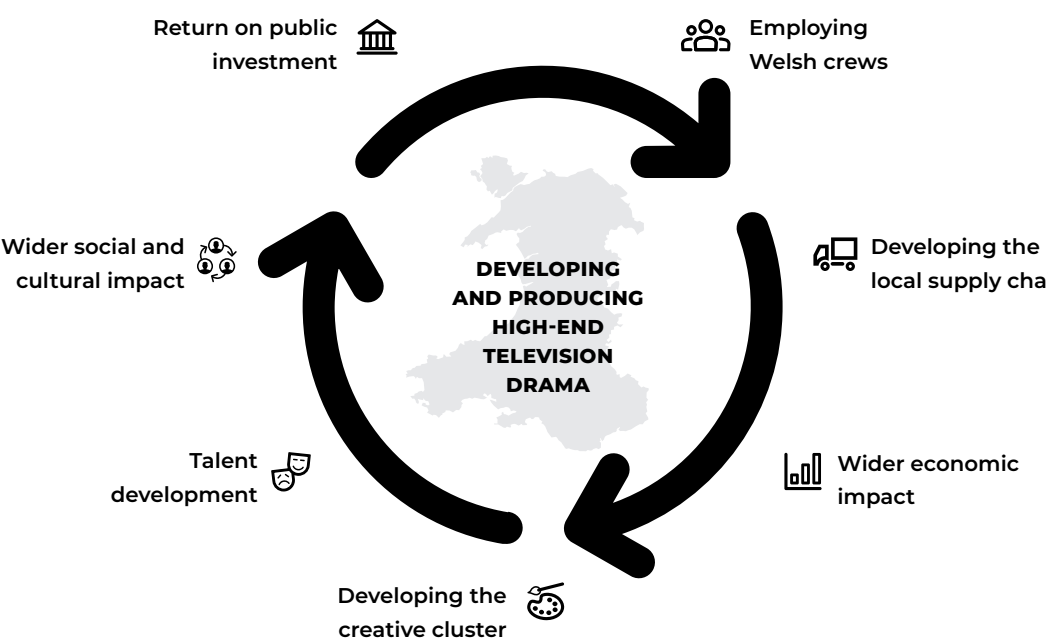 Return on public
investment
Employing
Welsh crews
Wider social and
cultural impact
Developing the
local supply cha
DEVELOPING
AND PRODUCING
HIGH-END
TELEVISION
DRAMA
Talent
development
Wider economic
impact
Developing the
creative cluster